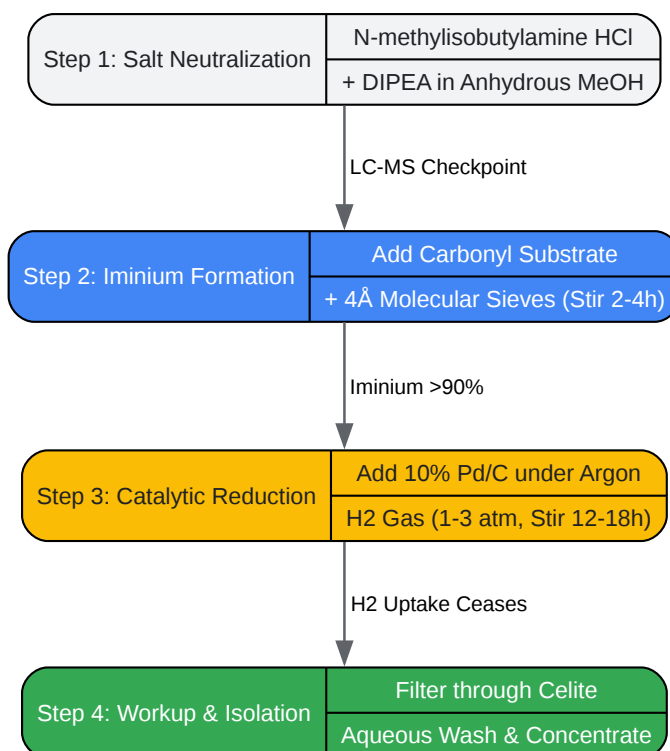 Step 1: Salt Neutralization
N-methylisobutylamine HCl
+ DIPEA in Anhydrous MeOH
LC-MS Checkpoint
Step 2: Iminium Formation
Add Carbonyl Substrate
+ 4Å Molecular Sieves (Stir 2-4h)
Iminium >90%
Step 3: Catalytic Reduction
Add 10% Pd/C under Argon
H2 Gas (1-3 atm, Stir 12-18h)
H2 Uptake Ceases
Step 4: Workup & Isolation
Filter through Celite
Aqueous Wash & Concentrate